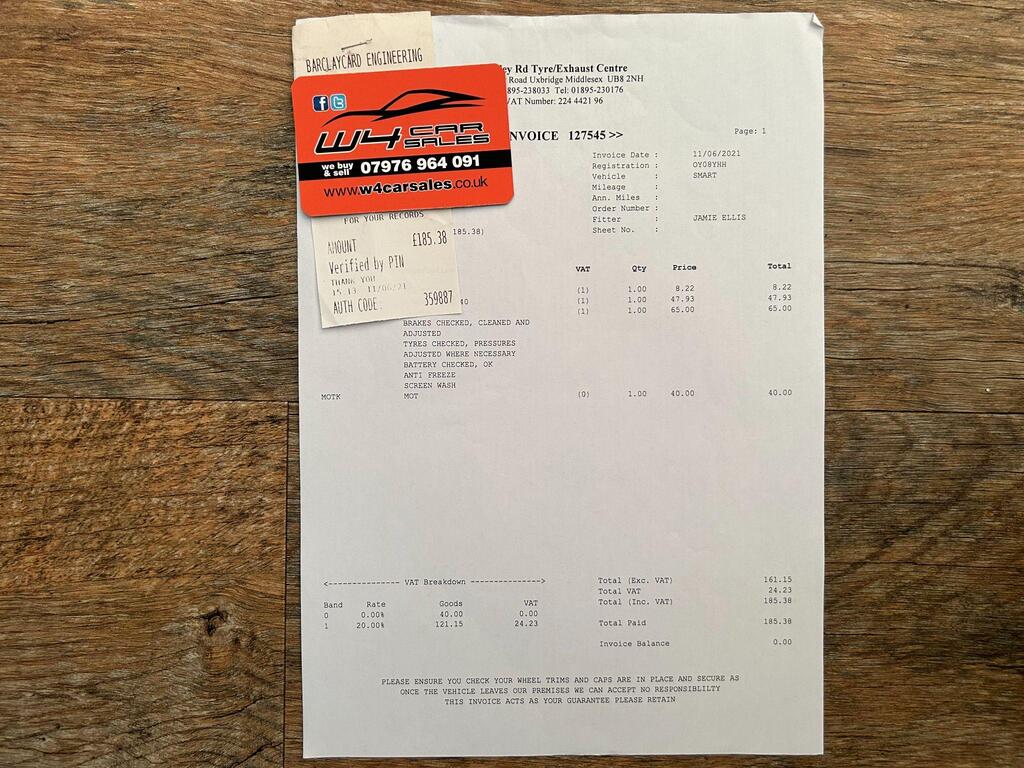 BARCLAYCARD ENGINEERING
W4 CAR SALES
we buy & sell 07976 964 091
www.w4carsales.co.uk
FOR YOUR RECORDS
AMOUNT £185.38
Verified by PIN
THANK YOU
15:13 11/06/21
AUTH CODE: 359887
Rd Tyre/Exhaust Centre
Road Uxbridge Middlesex UB8 2NH
895-238033 Tel: 01895-230176
VAT Number: 224 4421 96
INVOICE 127545 >>
Page: 1
Invoice Date : 11/06/2021
Registration : OY08YHH
Vehicle : SMART
Mileage :
Ann. Miles :
Order Number :
Fitter : JAMIE ELLIS
Sheet No. :
185.38)
VAT Qty Price Total
(1) 1.00 8.22 8.22
40 (1) 1.00 47.93 47.93
(1) 1.00 65.00 65.00
BRAKES CHECKED, CLEANED AND
ADJUSTED
TYRES CHECKED, PRESSURES
ADJUSTED WHERE NECESSARY
BATTERY CHECKED, OK
ANTI FREEZE
SCREEN WASH
MOTK MOT (0) 1.00 40.00 40.00
<--------------- VAT Breakdown --------------->
Band Rate Goods VAT
0 0.00% 40.00 0.00
1 20.00% 121.15 24.23
Total (Exc. VAT) 161.15
Total VAT 24.23
Total (Inc. VAT) 185.38
Total Paid 185.38
Invoice Balance 0.00
PLEASE ENSURE YOU CHECK YOUR WHEEL TRIMS AND CAPS ARE IN PLACE AND SECURE AS
ONCE THE VEHICLE LEAVES OUR PREMISES WE CAN ACCEPT NO RESPONSIBLILTY
THIS INVOICE ACTS AS YOUR GUARANTEE PLEASE RETAIN